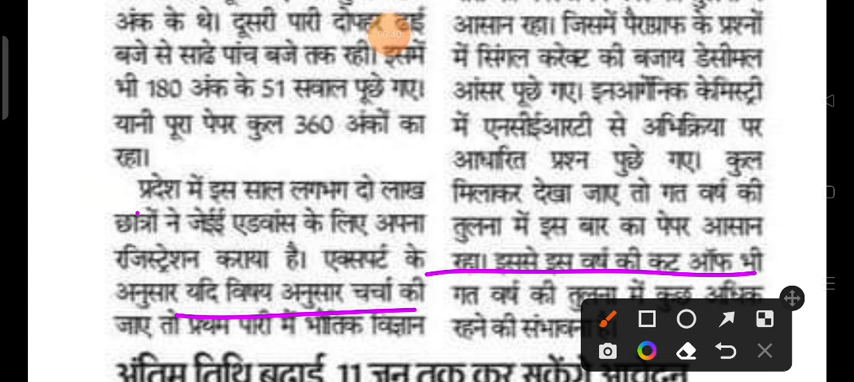 अंक के थे। दूसरी पारी दोपहर ढाई
बजे से साढे पांच बजे तक रही। इसमें
भी 180 अंक के 51 सवाल पूछे गए।
यानी पूरा पेपर कुल 360 अंकों का
रहा।
प्रदेश में इस साल लगभग दो लाख
छात्रों ने जेईई एडवांस के लिए अपना
रजिस्ट्रेशन कराया है। एक्सपर्ट के
अनुसार यदि विषय अनुसार चर्चा की
जाए तो प्रथम पारी में भौतिक विज्ञान
आसान रहा। जिसमें पैराग्राफ के प्रश्नों
में सिंगल करेक्ट की बजाय डेसीमल
आंसर पूछे गए। इनआर्गेनिक केमिस्ट्री
में एनसीईआरटी से अभिक्रिया पर
आधारित प्रश्न पुछे गए। कुल
मिलाकर देखा जाए तो गत वर्ष की
तुलना में इस बार का पेपर आसान
रहा। इससे इस वर्ष की कट ऑफ भी
गत वर्ष की तुलना में कुछ अधिक
रहने की संभावना है।
अंतिम तिथि बढाई, 11 जून तक कर सकेंगे आवेदन
00:40